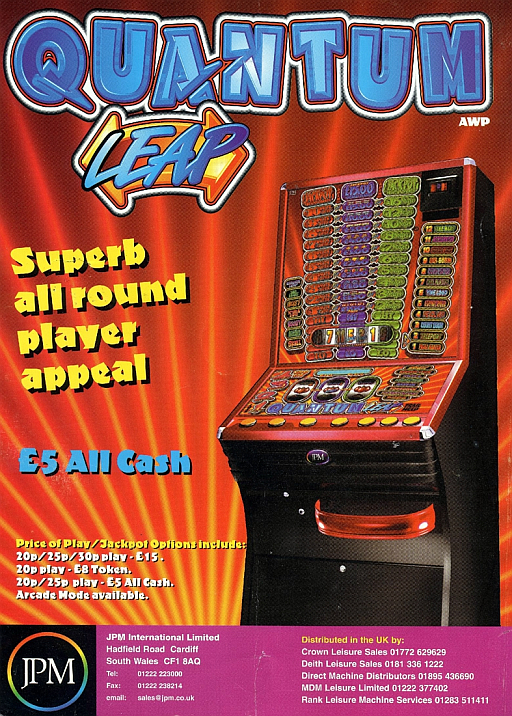 QUANTUM
LEAP
AWP
Superb
all round
player
appeal
£5 All Cash
Price of Play/Jackpot Options include:
20p/25p/30p play - £15.
20p play - £8 Token.
20p/25p play - £5 All Cash.
Arcade Mode available.
QUANTUM LEAP
JPM
JPM
JPM International Limited
Hadfield Road Cardiff
South Wales CF1 8AQ
Tel: 01222 223000
Fax: 01222 238214
email: sales@jpm.co.uk
Distributed in the UK by:
Crown Leisure Sales 01772 629629
Deith Leisure Sales 0181 336 1222
Direct Machine Distributors 01895 436690
MDM Leisure Limited 01222 377402
Rank Leisure Machine Services 01283 511411